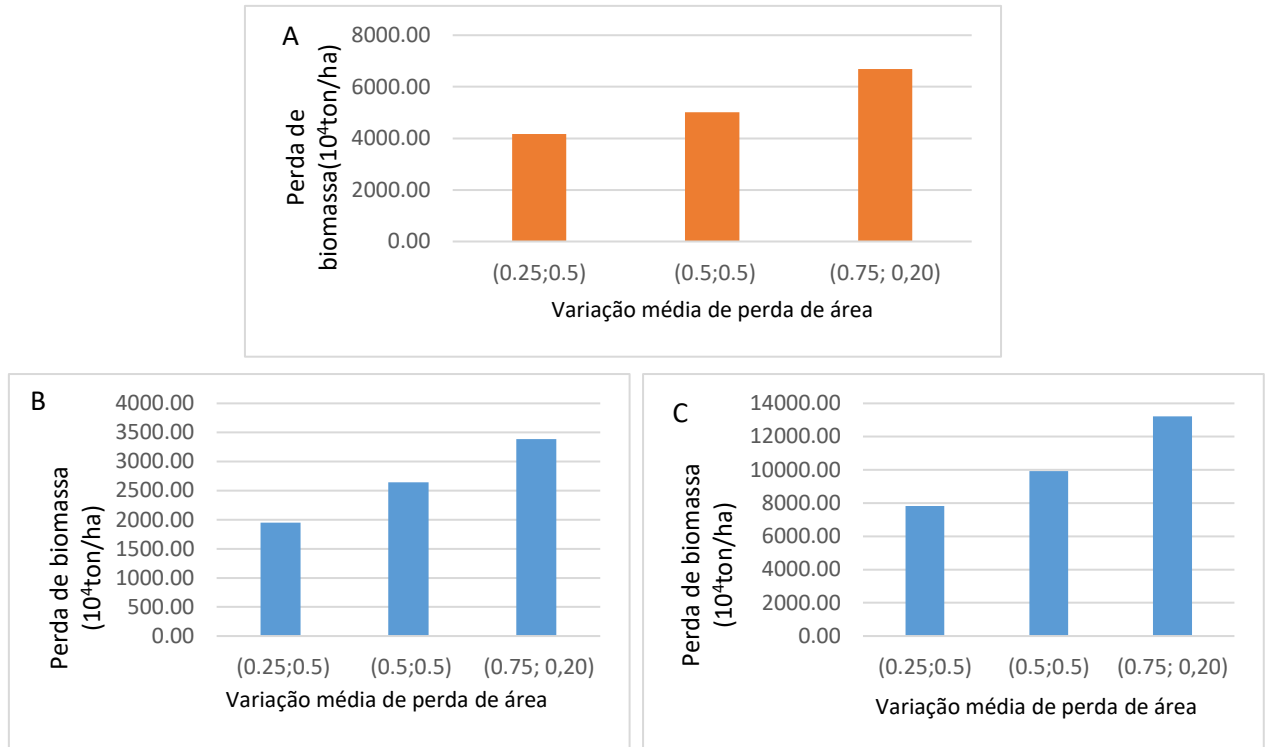 A
Perda de
biomassa(10⁴ton/ha)
8000.00
6000.00
4000.00
2000.00
0.00
(0.25;0.5) (0.5;0.5) (0.75; 0,20)
Variação média de perda de área
B
Perda de biomassa
(10⁴ton/ha)
4000.00
3500.00
3000.00
2500.00
2000.00
1500.00
1000.00
500.00
0.00
(0.25;0.5) (0.5;0.5) (0.75; 0,20)
Variação média de perda de área
C
Perda de biomassa
(10⁴ton/ha)
14000.00
12000.00
10000.00
8000.00
6000.00
4000.00
2000.00
0.00
(0.25;0.5) (0.5;0.5) (0.75; 0,20)
Variação média de perda de área